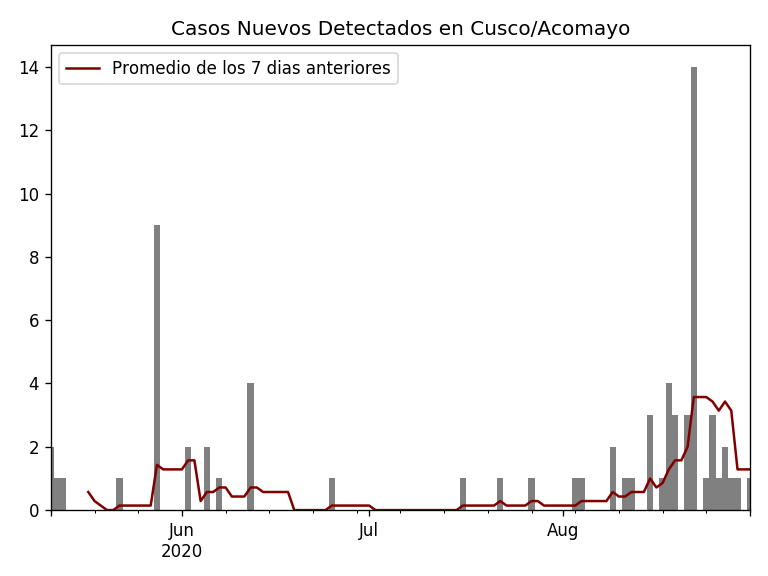 Casos Nuevos Detectados en Cusco/Acomayo
Promedio de los 7 dias anteriores
14
12
10
8
6
4
2
0
Jun
2020
Jul
Aug